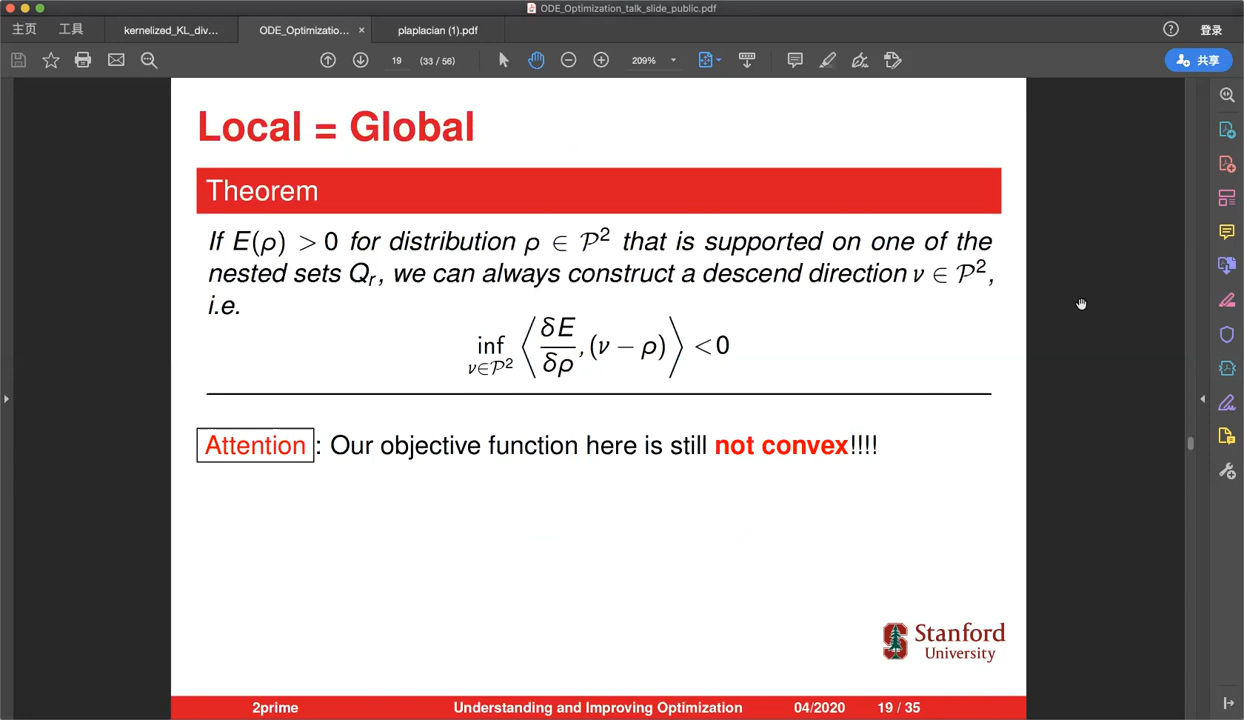 ODE_Optimization_talk_slide_public.pdf
主页 工具 kernelized_KL_div... ODE_Optimizatio... × plaplacian (1).pdf 登录
19 (33 / 56) 209% 共享
Local = Global
Theorem
If E(ρ) > 0 for distribution ρ ∈ 𝒫² that is supported on one of the
nested sets Qᵣ, we can always construct a descend direction ν ∈ 𝒫²,
i.e.
inf_{ν∈𝒫²} ⟨δE/δρ, (ν − ρ)⟩ < 0
Attention : Our objective function here is still not convex!!!!
Stanford
University
2prime Understanding and Improving Optimization 04/2020 19 / 35